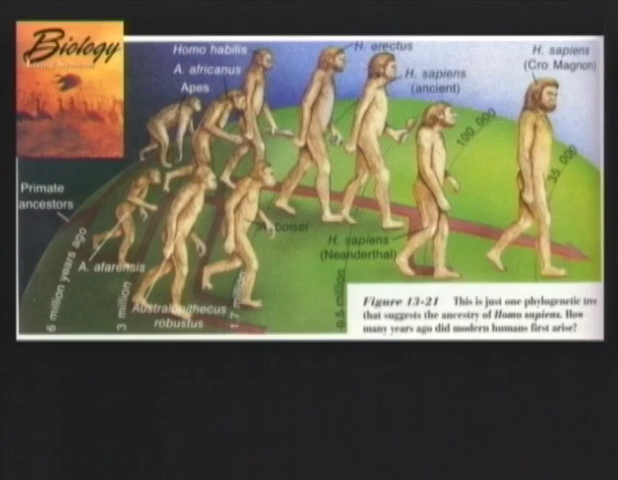 Biology
Homo habilis
A. africanus
Apes
H. erectus
H. sapiens
(ancient)
H. sapiens
(Cro Magnon)
100,000
35,000
Primate
ancestors
A. boisei
H. sapiens
(Neanderthal)
A. afarensis
Australopithecus
robustus
6 million years ago
3 million
1.7 million
0.5 million
Figure 13-21 This is just one phylogenetic tree
that suggests the ancestry of Homo sapiens. How
many years ago did modern humans first arise?